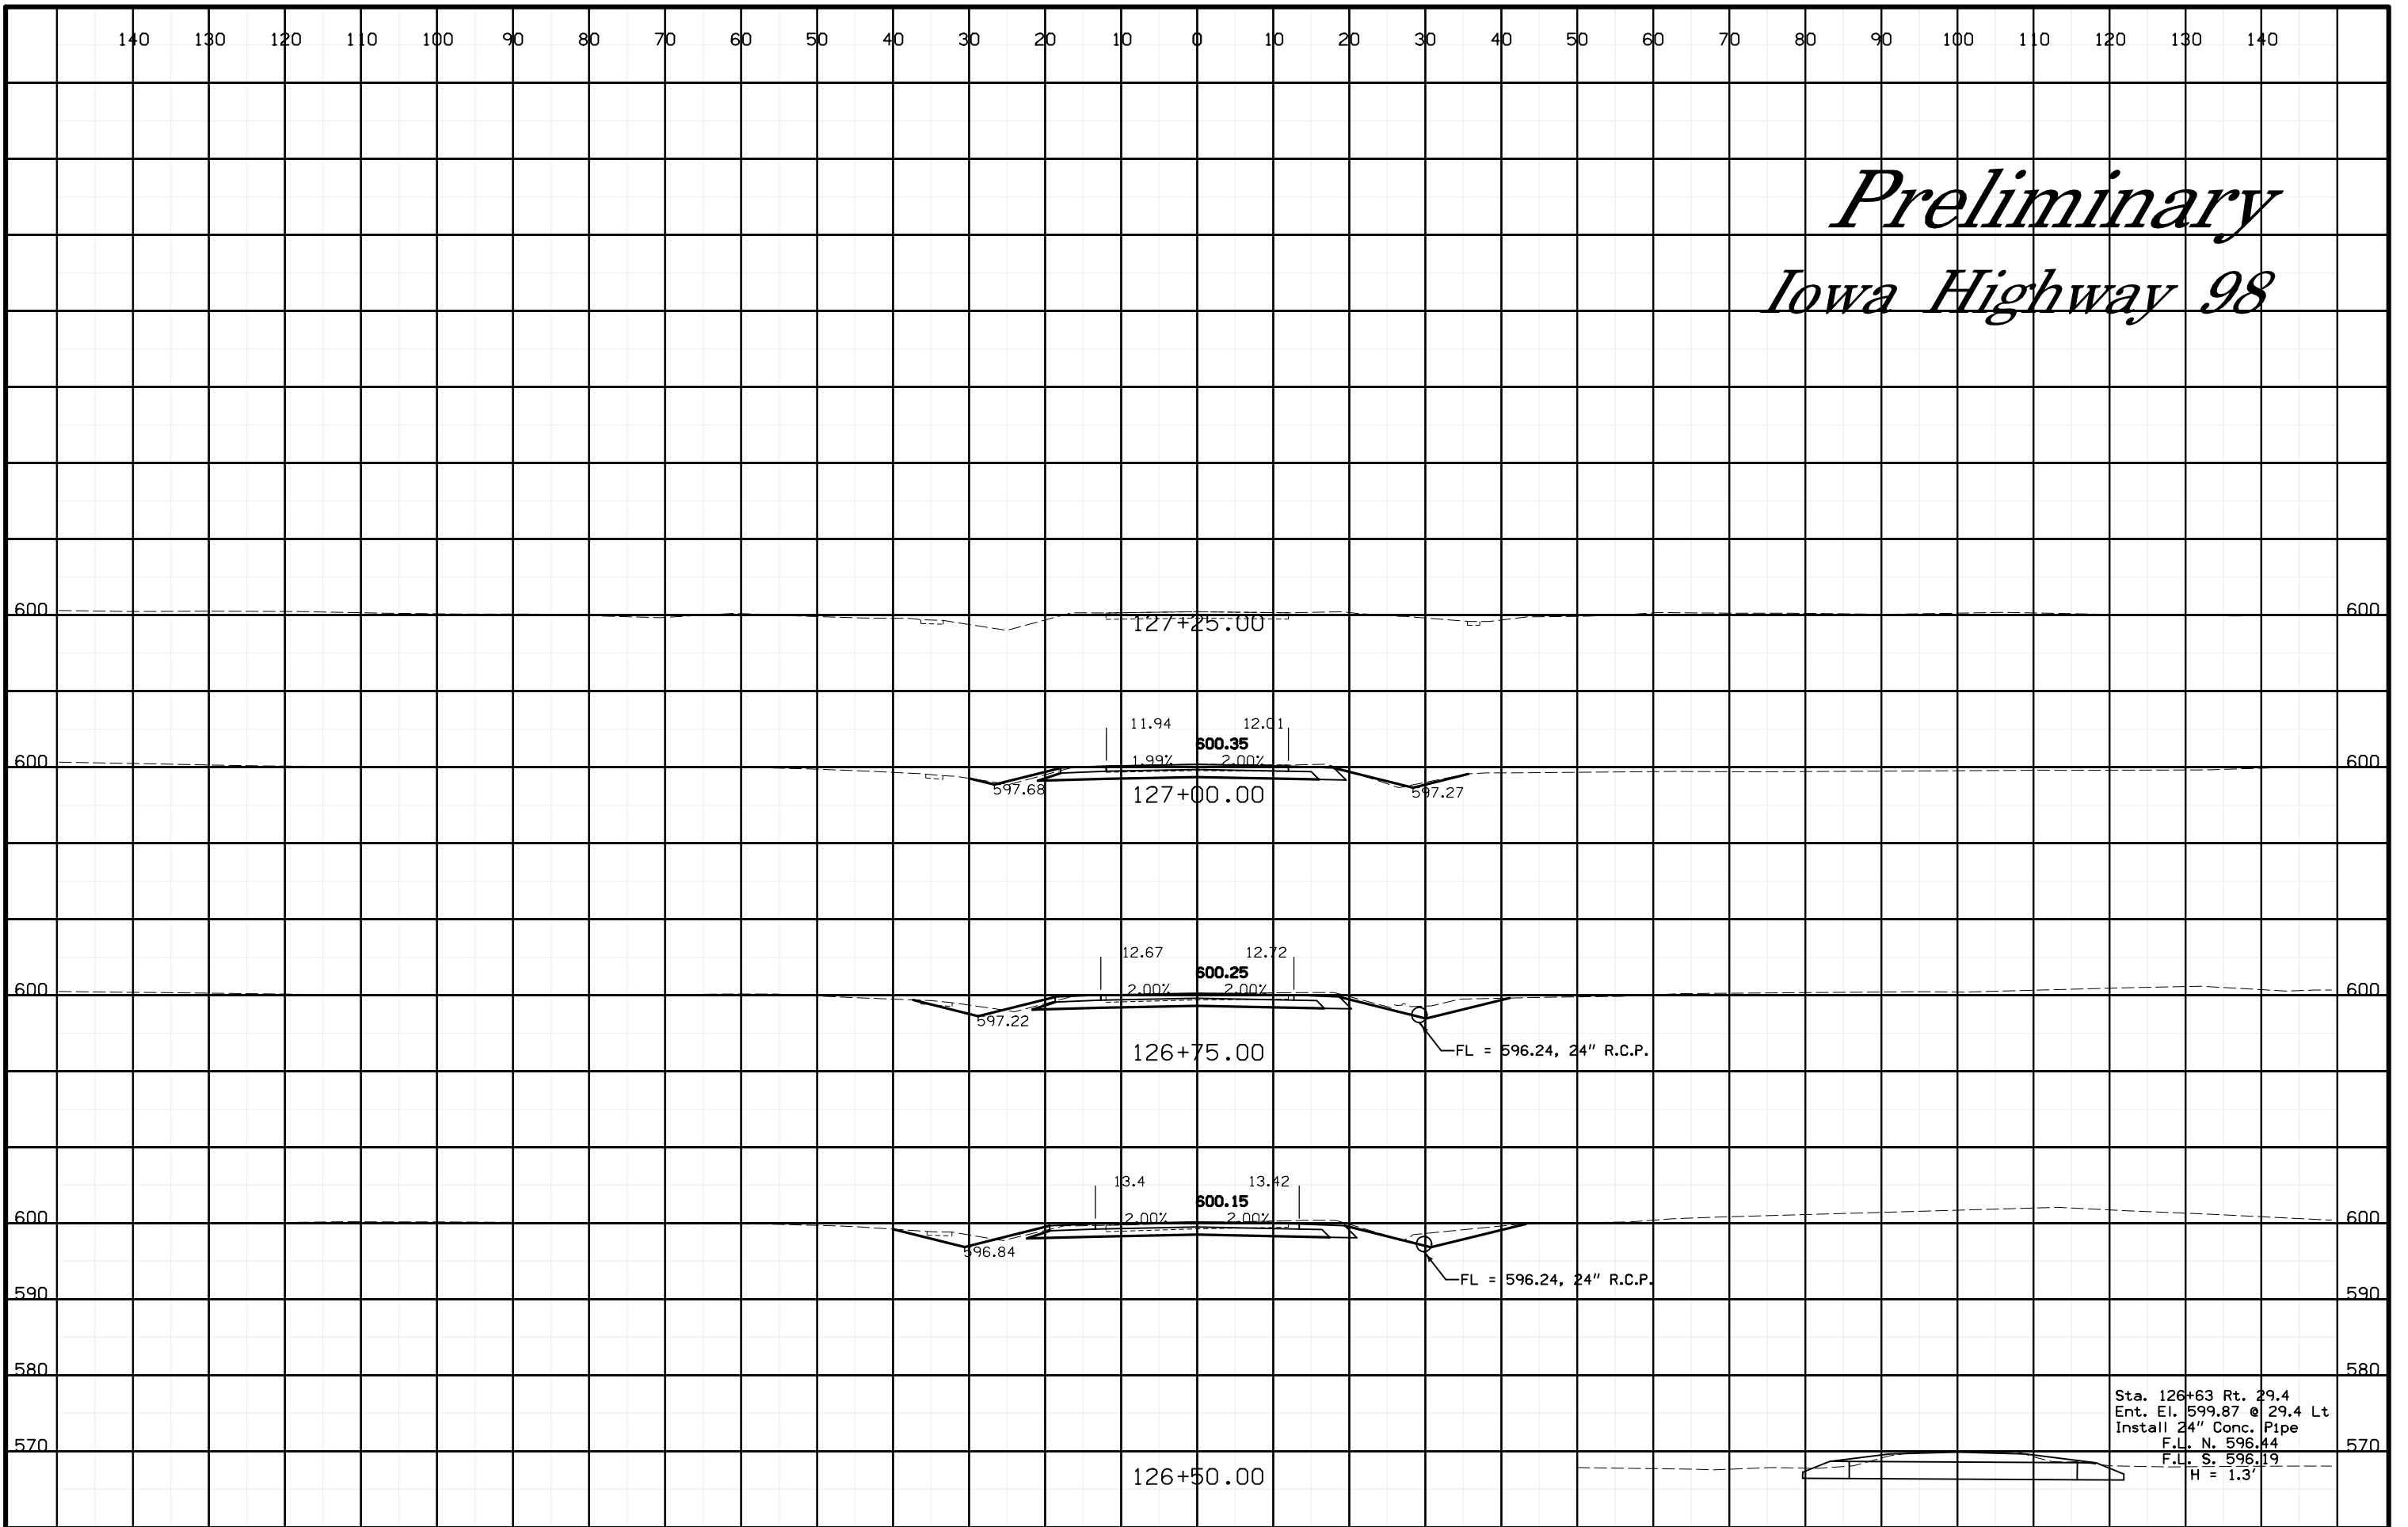 140 130 120 110 100 90 80 70 60 50 40 30 20 10 0 10 20 30 40 50 60 70 80 90 100 110 120 130 140
Preliminary
Iowa Highway 98
600 600
127+25.00
11.94 12.01
600.35
1.99% 2.00%
600 600
597.68 597.27
127+00.00
12.67 12.72
600.25
2.00% 2.00%
600 600
597.22
126+75.00
FL = 596.24, 24" R.C.P.
13.4 13.42
600.15
2.00% 2.00%
600 600
596.84
FL = 596.24, 24" R.C.P.
590 590
580 580
Sta. 126+63 Rt. 29.4
Ent. El. 599.87 @ 29.4 Lt
Install 24" Conc. Pipe
F.L. N. 596.44
570 570
F.L. S. 596.19
H = 1.3'
126+50.00